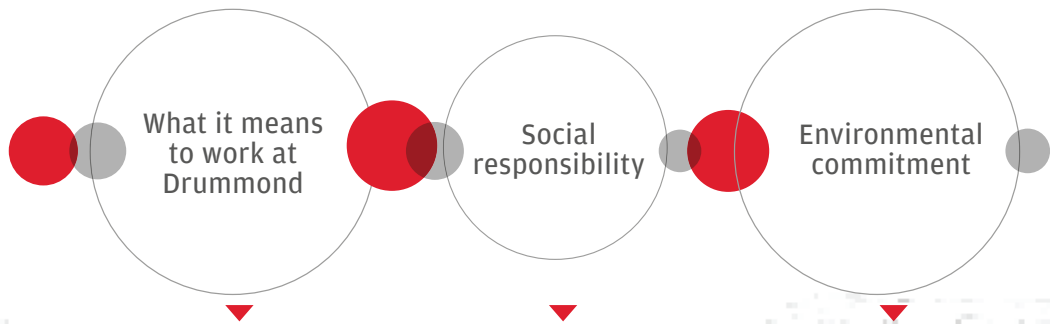 What it means
to work at
Drummond
Social
responsibility
Environmental
commitment